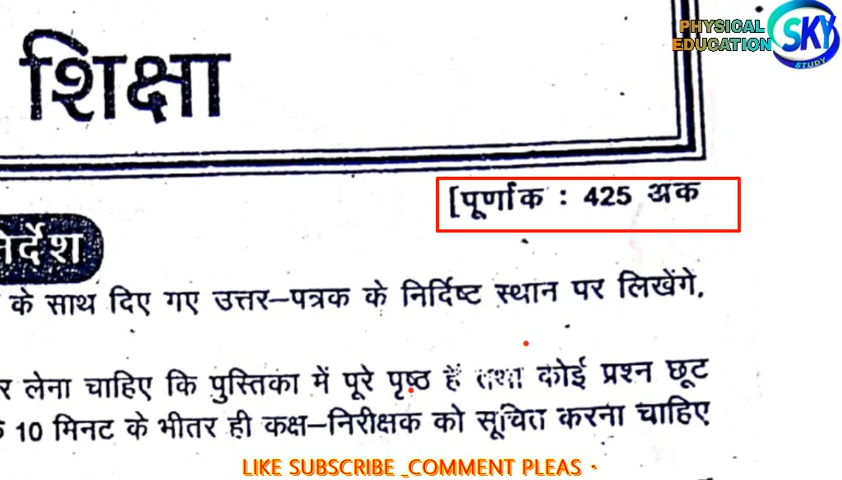 PHYSICAL
EDUCATION SKY
STUDY
शिक्षा
[पूर्णांक : 425 अक
निर्देश
के साथ दिए गए उत्तर–पत्रक के निर्दिष्ट स्थान पर लिखेंगे.
लेना चाहिए कि पुस्तिका में पूरे पृष्ठ हैं तथा कोई प्रश्न छूट
10 मिनट के भीतर ही कक्ष–निरीक्षक को सूचित करना चाहिए
LIKE SUBSCRIBE _COMMENT PLEAS